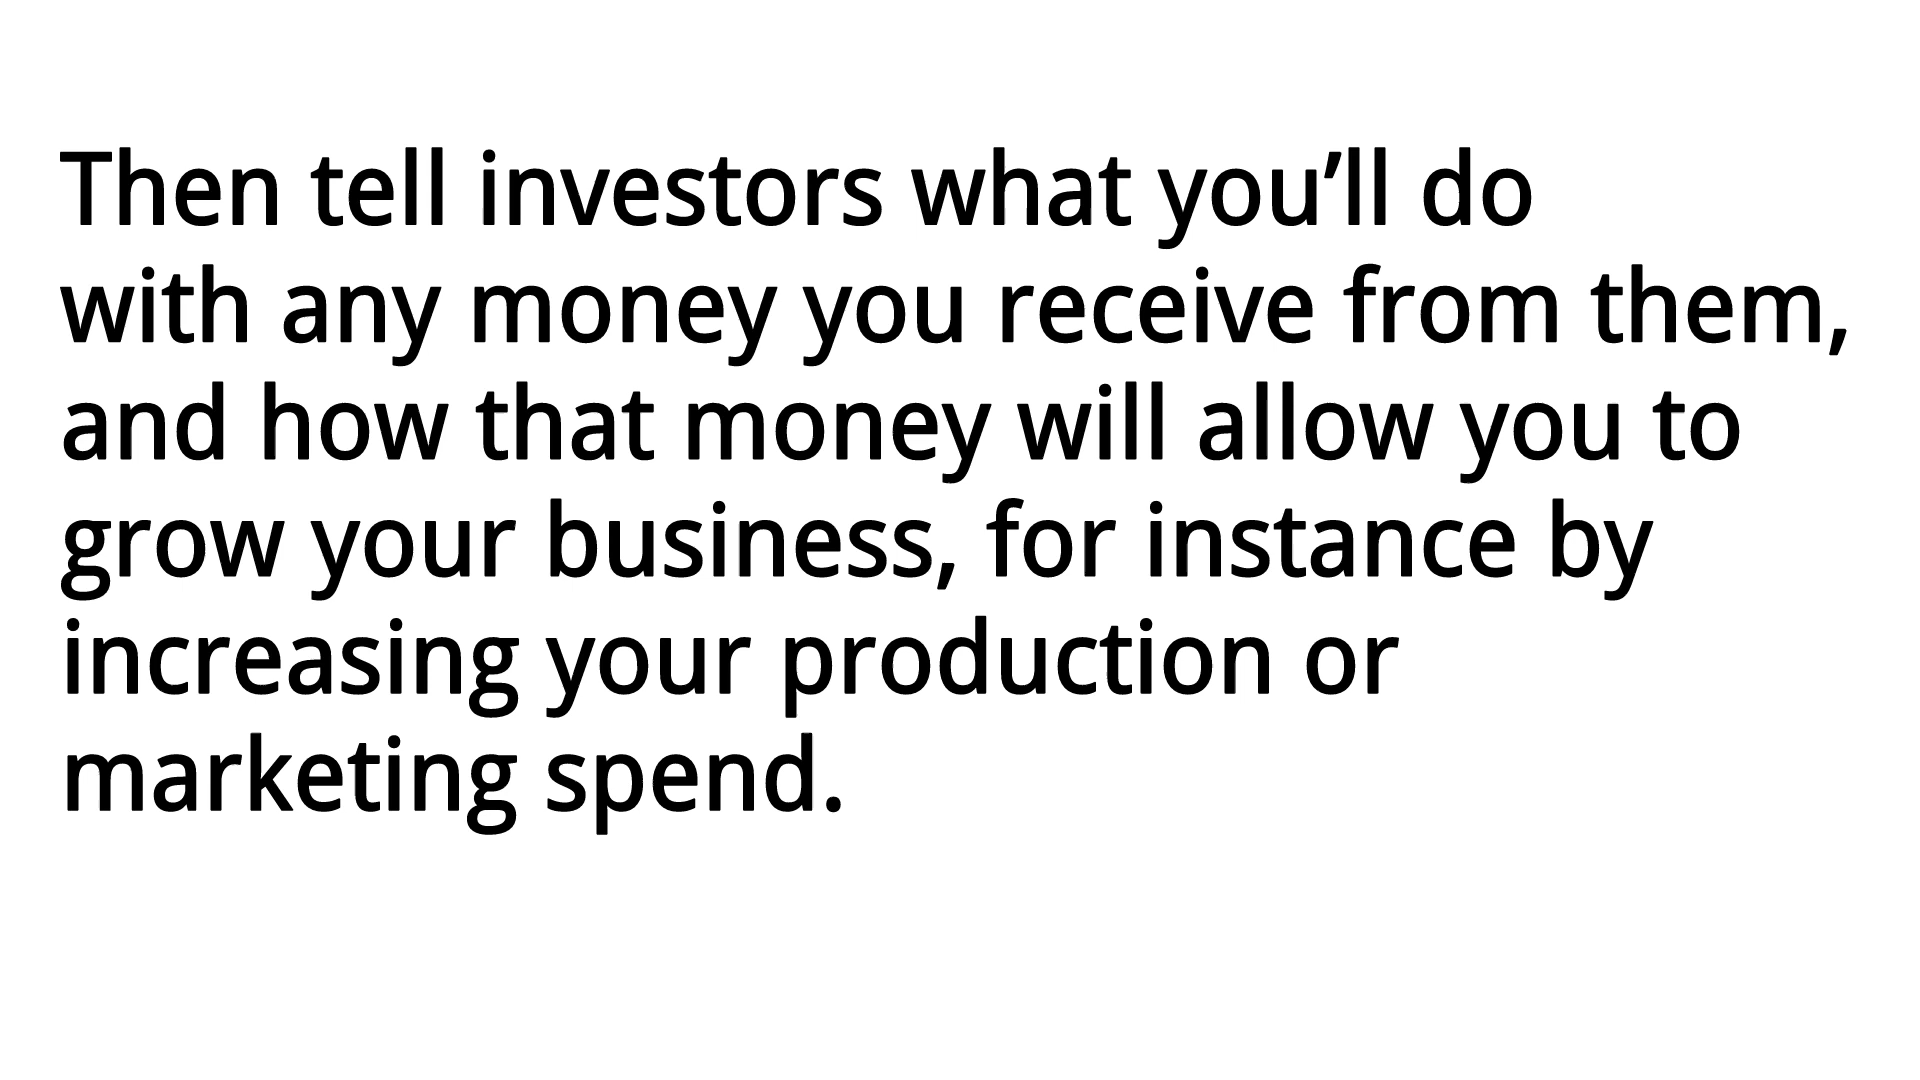 Then tell investors what you’ll do
with any money you receive from them,
and how that money will allow you to
grow your business, for instance by
increasing your production or
marketing spend.